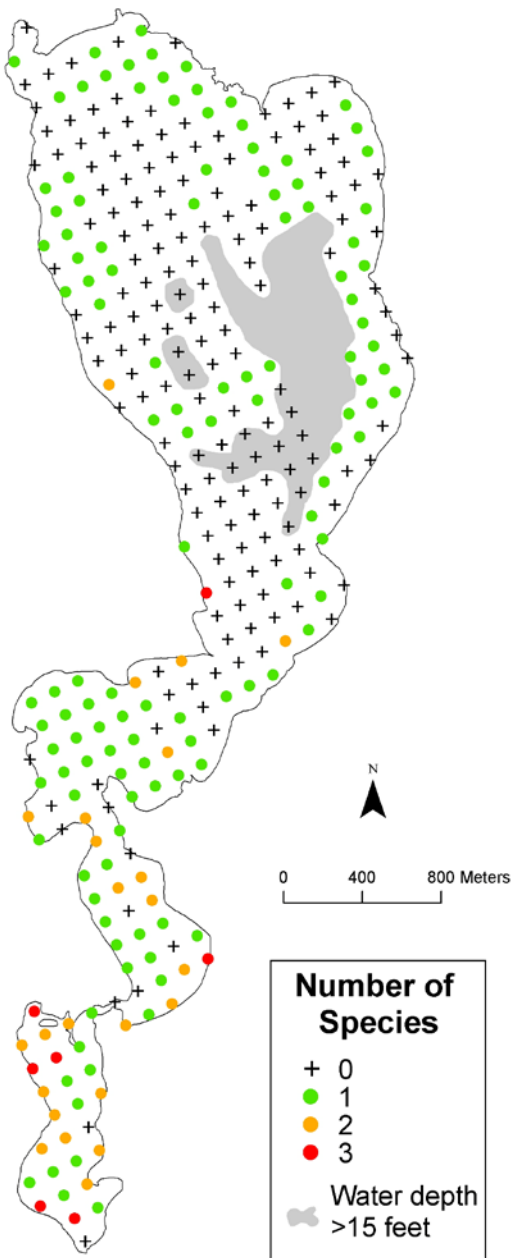 N
0 400 800 Meters
Number of
Species
0
1
2
3
Water depth
>15 feet